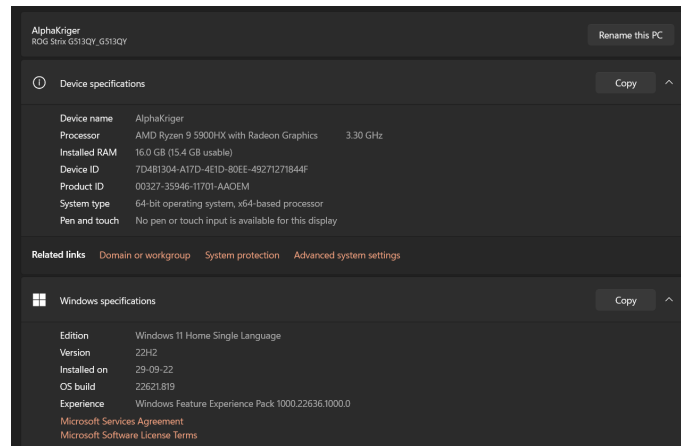 AlphaKriger
ROG Strix G513QY_G513QY
Rename this PC
Device specifications
Copy
Device name AlphaKriger
Processor AMD Ryzen 9 5900HX with Radeon Graphics 3.30 GHz
Installed RAM 16.0 GB (15.4 GB usable)
Device ID 7D4B1304-A17D-4E1D-80EE-49271271844F
Product ID 00327-35946-11701-AAOEM
System type 64-bit operating system, x64-based processor
Pen and touch No pen or touch input is available for this display
Related links Domain or workgroup System protection Advanced system settings
Windows specifications
Copy
Edition Windows 11 Home Single Language
Version 22H2
Installed on 29-09-22
OS build 22621.819
Experience Windows Feature Experience Pack 1000.22636.1000.0
Microsoft Services Agreement
Microsoft Software License Terms